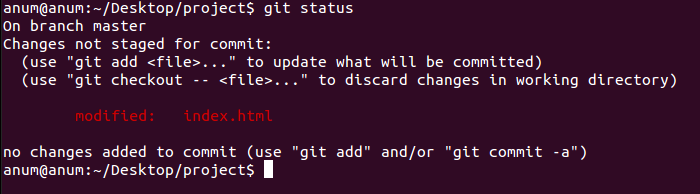 anum@anum:~/Desktop/project$ git status
On branch master
Changes not staged for commit:
  (use "git add <file>..." to update what will be committed)
  (use "git checkout -- <file>..." to discard changes in working directory)

        modified:   index.html

no changes added to commit (use "git add" and/or "git commit -a")
anum@anum:~/Desktop/project$